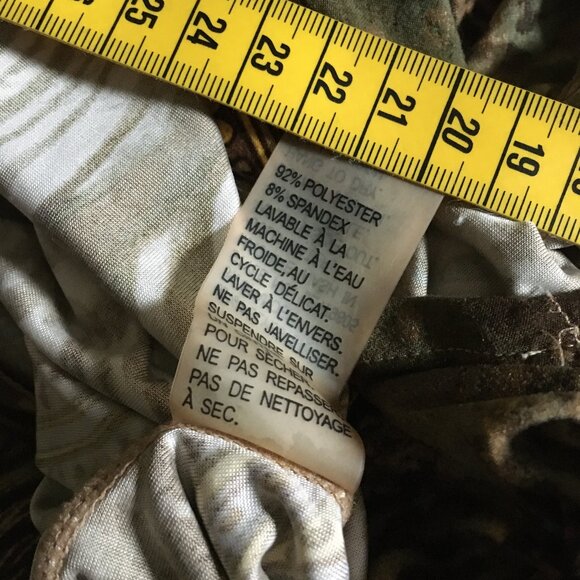 25 24 23 22 21 20 19
92% POLYESTER
8% SPANDEX
LAVABLE À LA
MACHINE À L'EAU
FROIDE, AU
CYCLE DÉLICAT.
LAVER À L'ENVERS.
NE PAS JAVELLISER.
SUSPENDRE SUR
POUR SÉCHER
NE PAS REPASSER
PAS DE NETTOYAGE
À SEC.